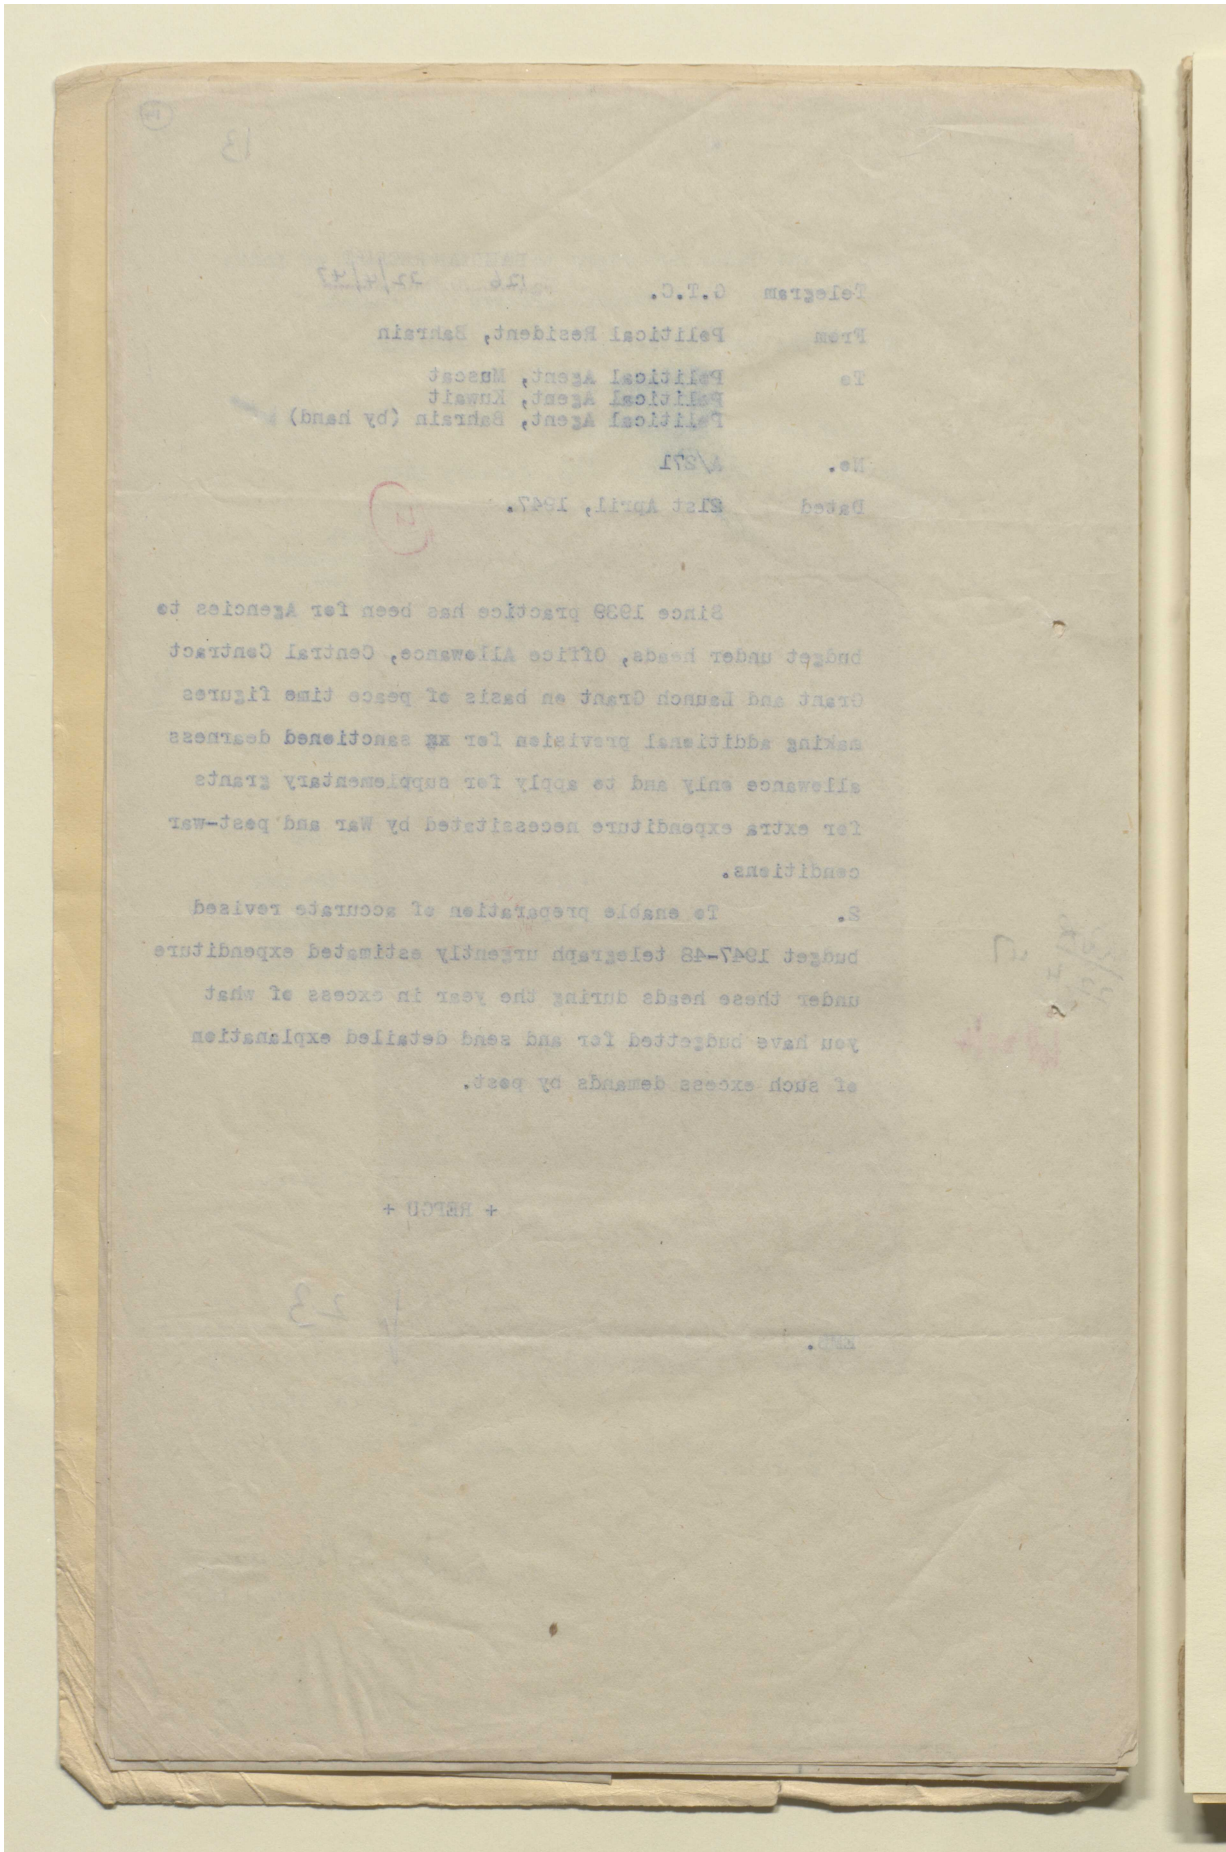 13
126 22/4/47
Telegram G.T.C.
From Political Resident, Bahrain
To Political Agent, Muscat
Political Agent, Kuwait
Political Agent, Bahrain (by hand)
No. A/271
Dated 21st April, 1947.
Since 1939 practice has been for Agencies to
budget under heads, Office Allowance, Central Contract
Grant and Launch Grant on basis of peace time figures
making additional provision for xx sanctioned dearness
allowance only and to apply for supplementary grants
for extra expenditure necessitated by War and post-war
conditions.
2. To enable preparation of accurate revised
budget 1947-48 telegraph urgently estimated expenditure
under these heads during the year in excess of what
you have budgetted for and send detailed explanation
of such excess demands by post.
+ REPGU +
23